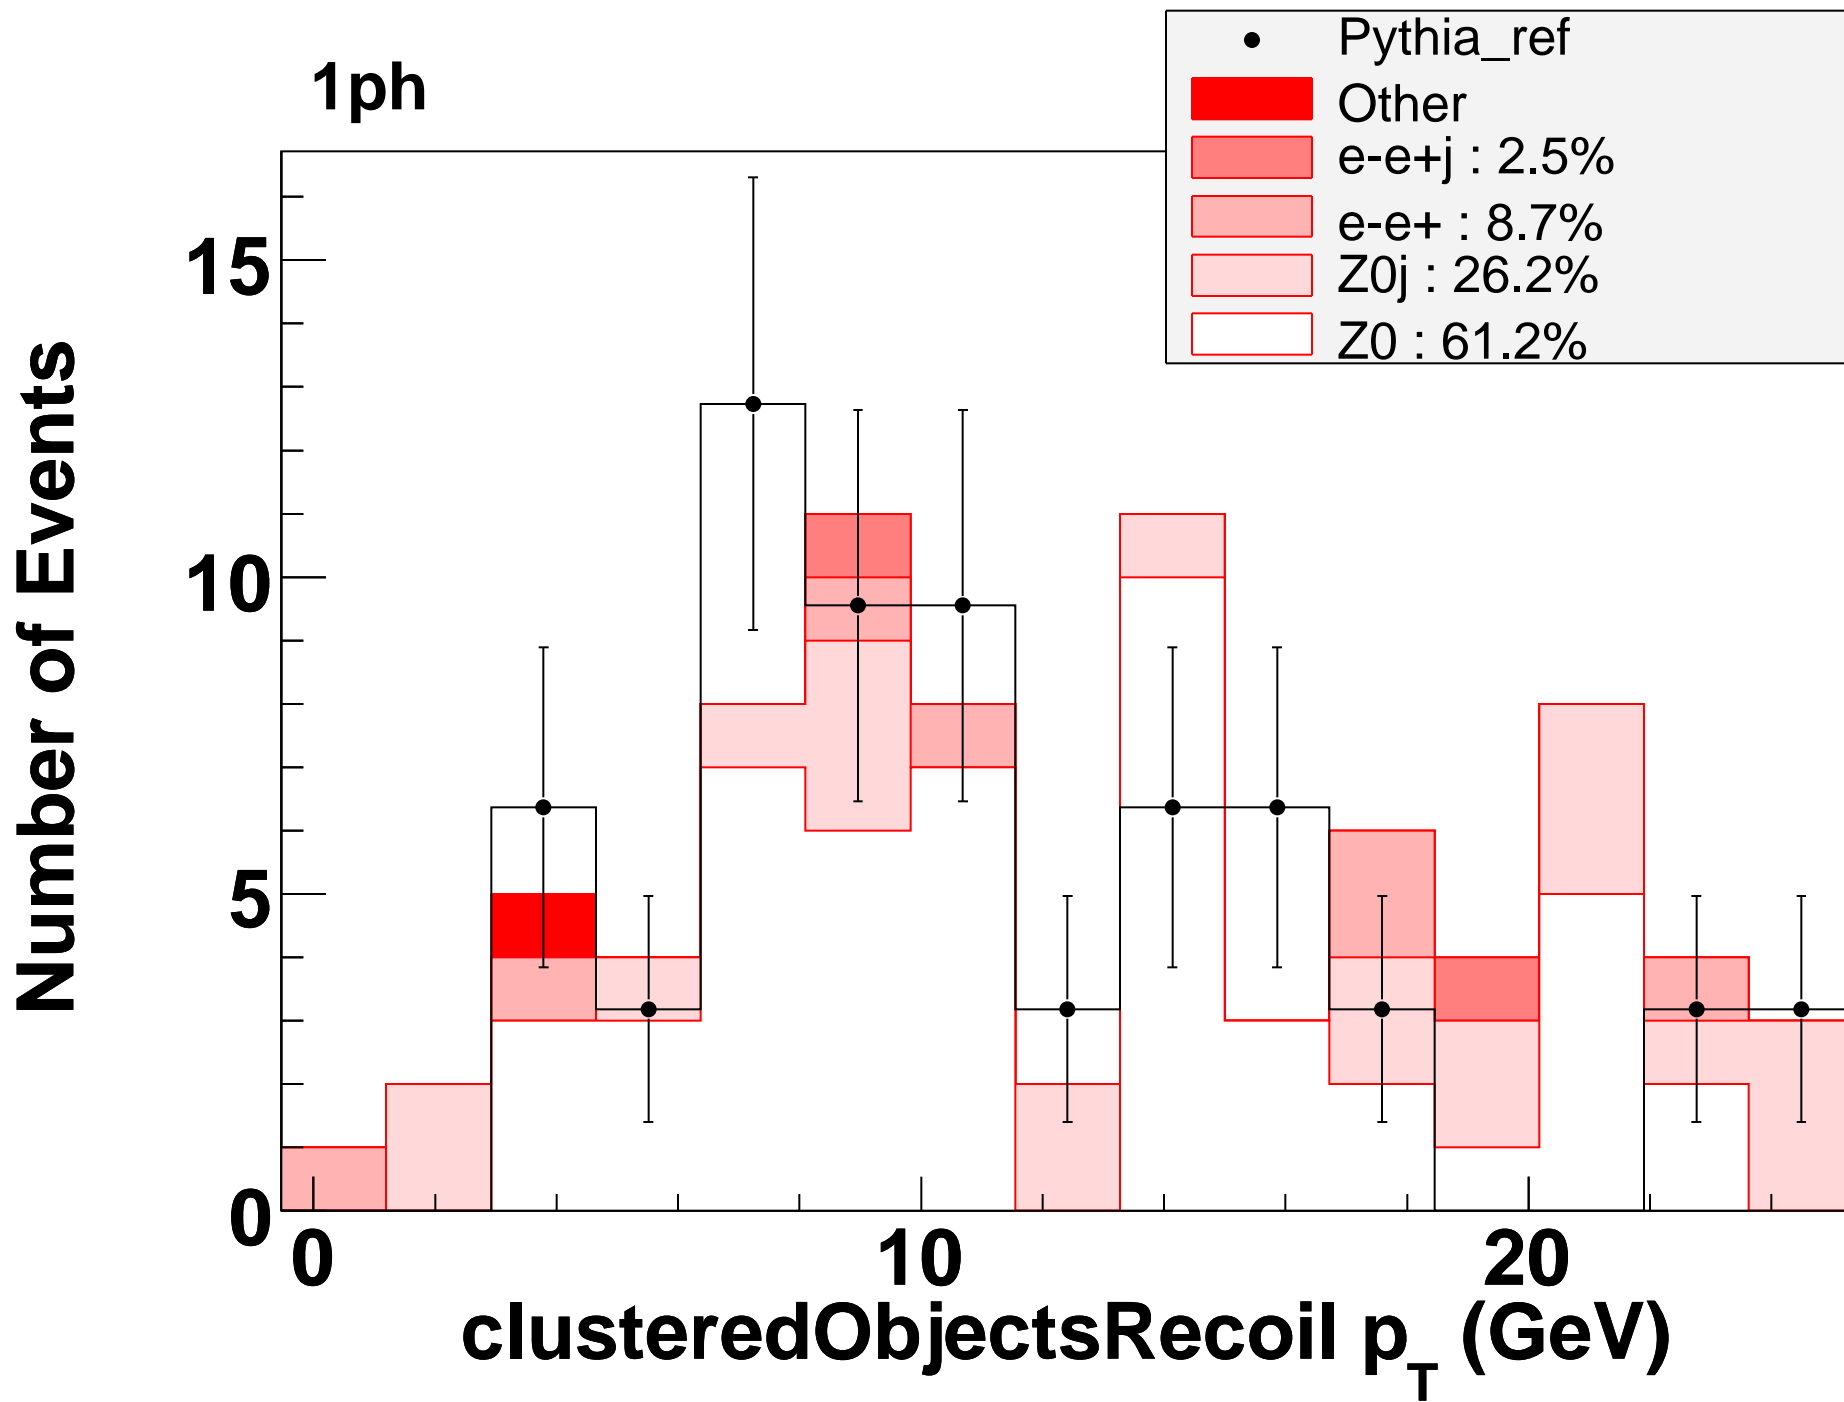 1ph
Pythia_ref
Other
e-e+j : 2.5%
e-e+ : 8.7%
Z0j : 26.2%
Z0 : 61.2%
Number of Events
15
10
5
0
0 10 20
clusteredObjectsRecoil p_T (GeV)